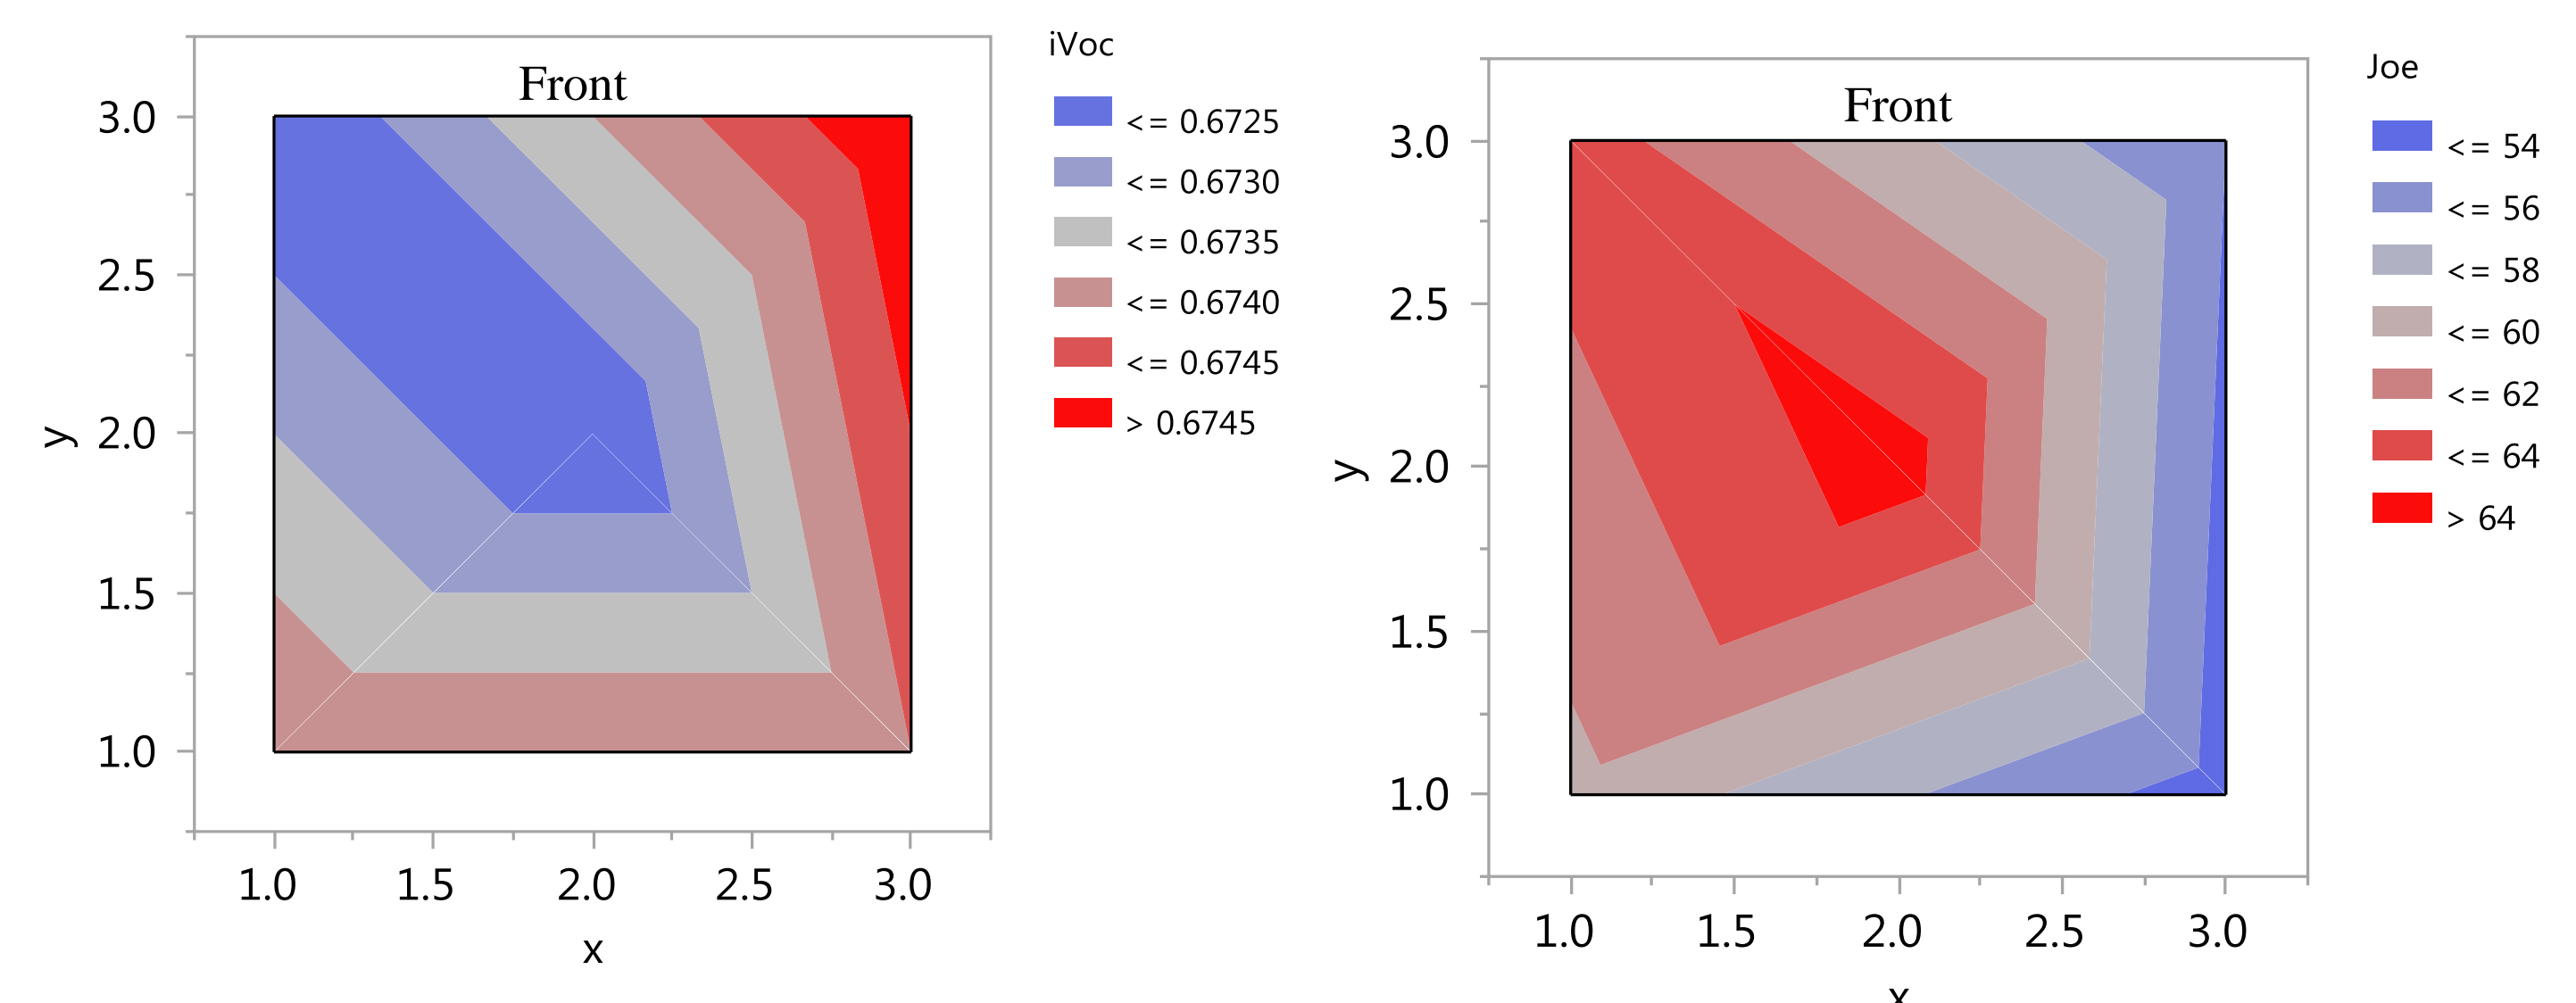 Front
3.0
2.5
y
2.0
1.5
1.0
1.0 1.5 2.0 2.5 3.0
x
iVoc
<= 0.6725
<= 0.6730
<= 0.6735
<= 0.6740
<= 0.6745
> 0.6745
Front
3.0
2.5
y
2.0
1.5
1.0
1.0 1.5 2.0 2.5 3.0
x
Joe
<= 54
<= 56
<= 58
<= 60
<= 62
<= 64
> 64